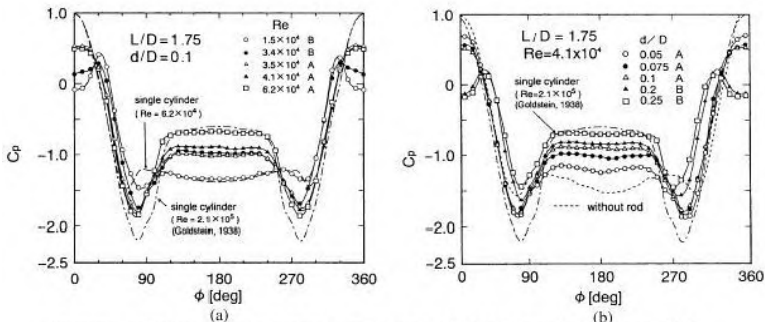 (a)
1.0
0
−1.0
−1.5
−2.0
−2.5
Cp
L/D=1.75
d/D=0.1
Re
1.5×10⁴ B
3.4×10⁴ B
3.5×10⁴ A
4.1×10⁴ A
6.2×10⁴ A
single cylinder
(Re = 6.2×10⁴)
single cylinder
(Re = 2.1×10⁵)
(Goldstein, 1938)
0 90 180 270 360
ϕ [deg]
(a)
(b)
1.0
0
−1.0
−1.5
−2.0
−2.5
Cp
L/D=1.75
Re=4.1x10⁴
d/D
0.05 A
0.075 A
0.1 A
0.2 B
0.25 B
single cylinder
(Re=2.1×10⁵)
(Goldstein, 1938)
without rod
0 90 180 270 360
ϕ [deg]
(b)